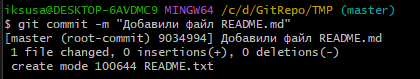 iksusa@DESKTOP-6AVDMC9 MINGW64 /c/d/GitRepo/TMP (master)
$ git commit -m "Добавили файл README.md"
[master (root-commit) 9034994] Добавили файл README.md
1 file changed, 0 insertions(+), 0 deletions(-)
create mode 100644 README.txt